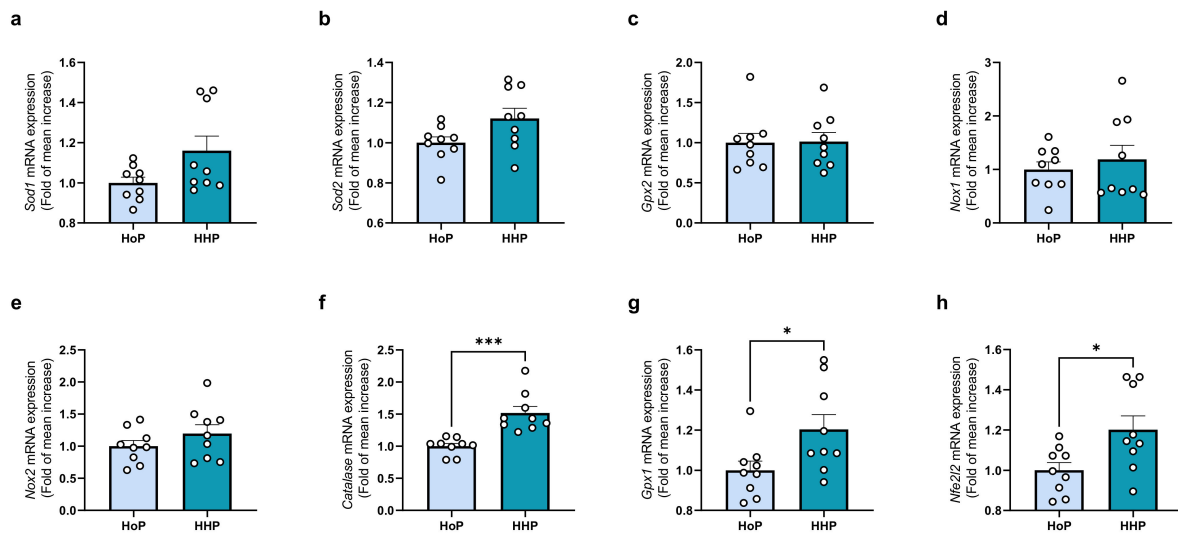 a
Sod1 mRNA expression
(Fold of mean increase)
1.6
1.4
1.2
1.0
0.8
HoP
HHP
b
Sod2 mRNA expression
(Fold of mean increase)
1.4
1.2
1.0
0.8
0.6
HoP
HHP
c
Gpx2 mRNA expression
(Fold of mean increase)
2.0
1.5
1.0
0.5
0.0
HoP
HHP
d
Nox1 mRNA expression
(Fold of mean increase)
3
2
1
0
HoP
HHP
e
Nox2 mRNA expression
(Fold of mean increase)
2.5
2.0
1.5
1.0
0.5
0.0
HoP
HHP
f
Catalase mRNA expression
(Fold of mean increase)
2.5
2.0
1.5
1.0
0.5
0.0
***
HoP
HHP
g
Gpx1 mRNA expression
(Fold of mean increase)
1.6
1.4
1.2
1.0
0.8
*
HoP
HHP
h
Nfe2l2 mRNA expression
(Fold of mean increase)
1.6
1.4
1.2
1.0
0.8
*
HoP
HHP